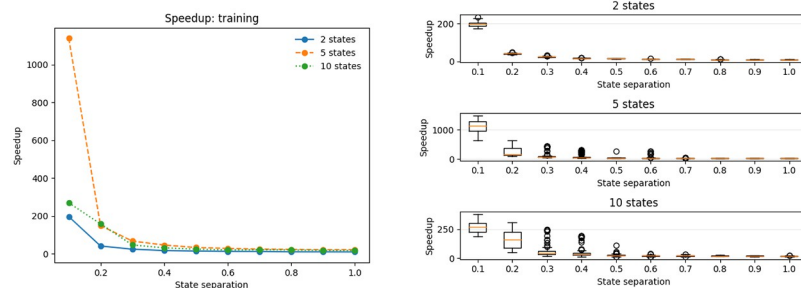 Speedup: training
2 states
5 states
10 states
1000
800
600
400
200
0
Speedup
0.2
0.4
0.6
0.8
1.0
State separation
2 states
200
0
Speedup
0.1 0.2 0.3 0.4 0.5 0.6 0.7 0.8 0.9 1.0
State separation
5 states
1000
0
Speedup
0.1 0.2 0.3 0.4 0.5 0.6 0.7 0.8 0.9 1.0
State separation
10 states
250
0
Speedup
0.1 0.2 0.3 0.4 0.5 0.6 0.7 0.8 0.9 1.0
State separation